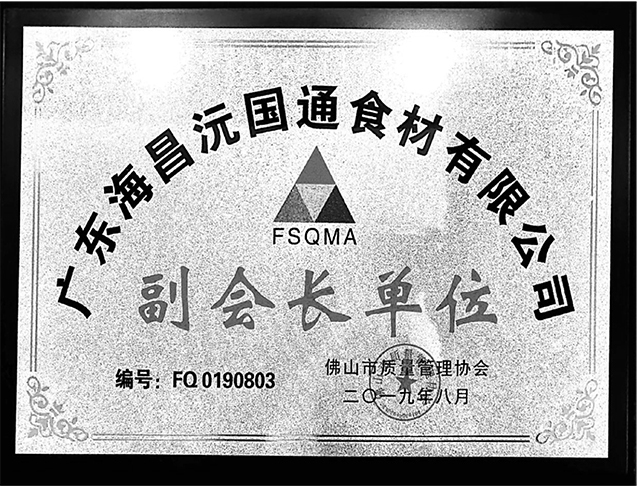 广东海昌沅国通食材有限公司
FSQMA
副会长单位
编号：FQ 0190803
佛山市质量管理协会
二〇一九年八月